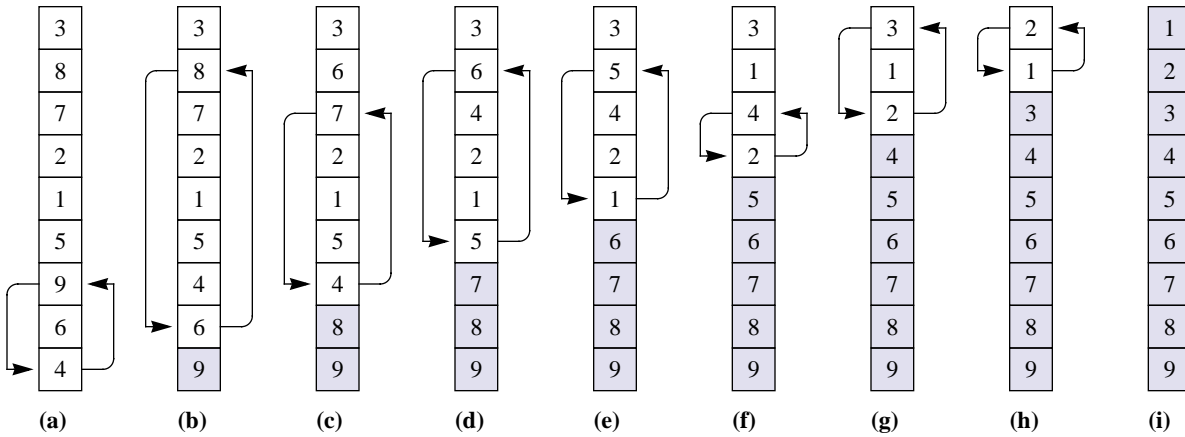 3 3 3 3 3 3 3 2 1
8 8 6 6 5 1 1 1 2
7 7 7 4 4 4 2 3 3
2 2 2 2 2 2 4 4 4
1 1 1 1 1 5 5 5 5
5 5 5 5 6 6 6 6 6
9 4 4 7 7 7 7 7 7
6 6 8 8 8 8 8 8 8
4 9 9 9 9 9 9 9 9
(a) (b) (c) (d) (e) (f) (g) (h) (i)